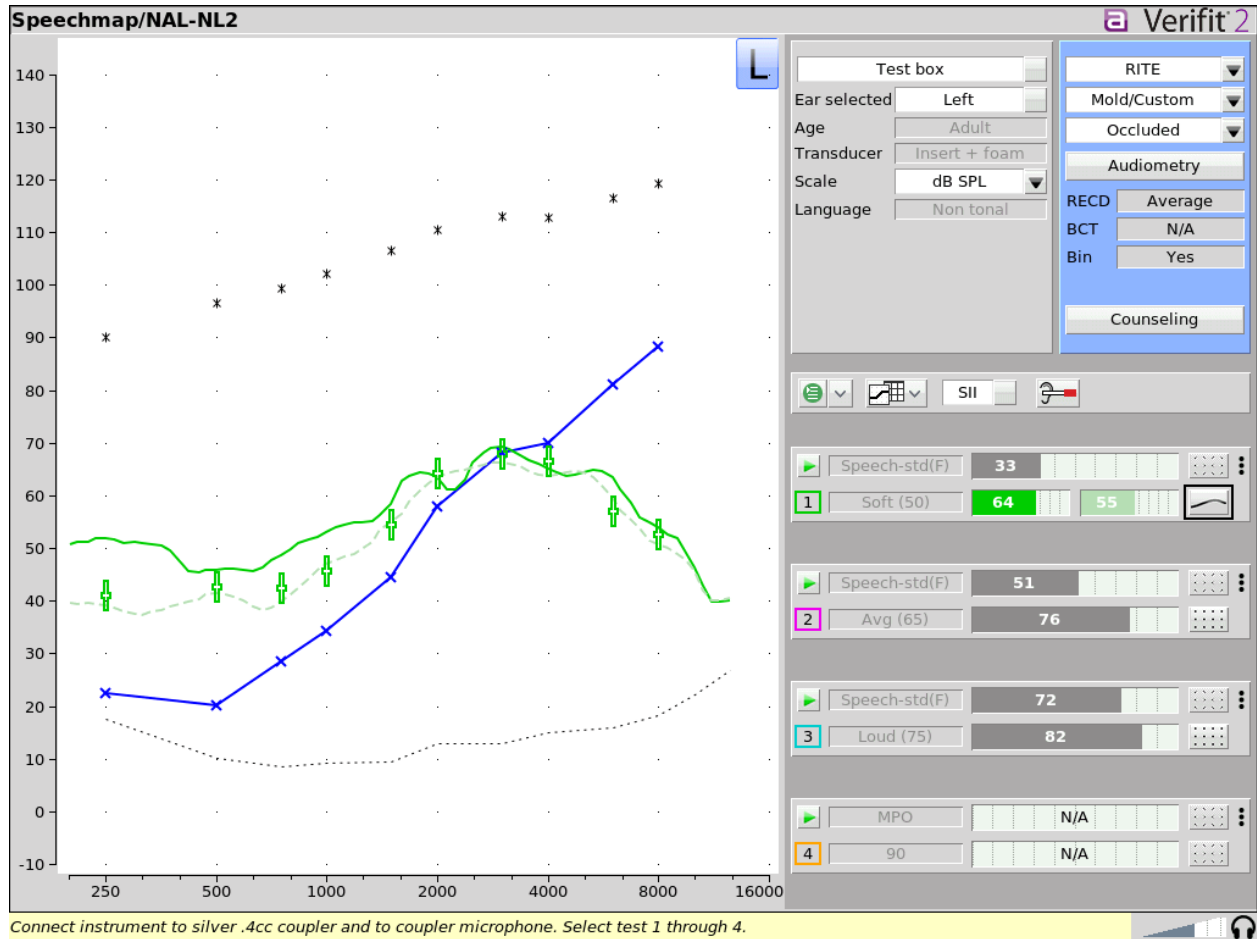 Speechmap/NAL-NL2
a Verifit 2
L
140
130
120
110
100
90
80
70
60
50
40
30
20
10
0
-10
250 500 1000 2000 4000 8000 16000
Test box
Ear selected Left
Age Adult
Transducer Insert + foam
Scale dB SPL
Language Non tonal
RITE
Mold/Custom
Occluded
Audiometry
RECD Average
BCT N/A
Bin Yes
Counseling
SII
Speech-std(F) 33
1 Soft (50) 64 55
Speech-std(F) 51
2 Avg (65) 76
Speech-std(F) 72
3 Loud (75) 82
MPO N/A
4 90 N/A
Connect instrument to silver .4cc coupler and to coupler microphone. Select test 1 through 4.